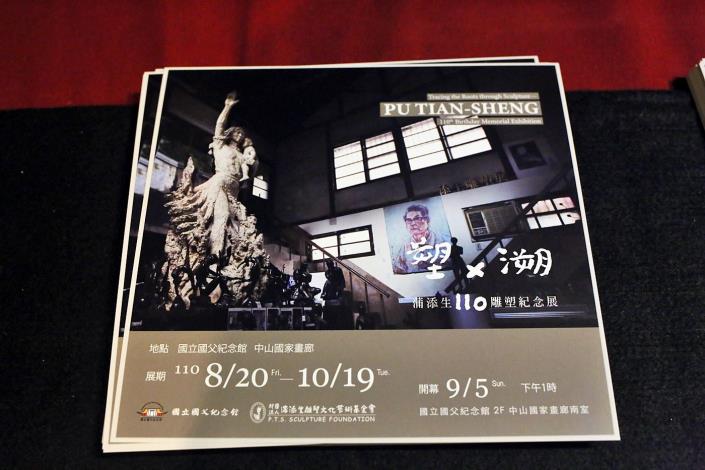 Tracing the Roots through Sculpture—
PU TIAN-SHENG
110th Birthday Memorial Exhibition
塑 × 溯
蒲添生110雕塑紀念展
地點 國立國父紀念館 中山國家畫廊
展期 110 8/20 Fri. — 10/19 Tue.
開幕 9/5 Sun. 下午1時
國立國父紀念館 2F 中山國家畫廊南室
國立國父紀念館
財團法人 蒲添生雕塑文化藝術基金會
P.T.S. SCULPTURE FOUNDATION